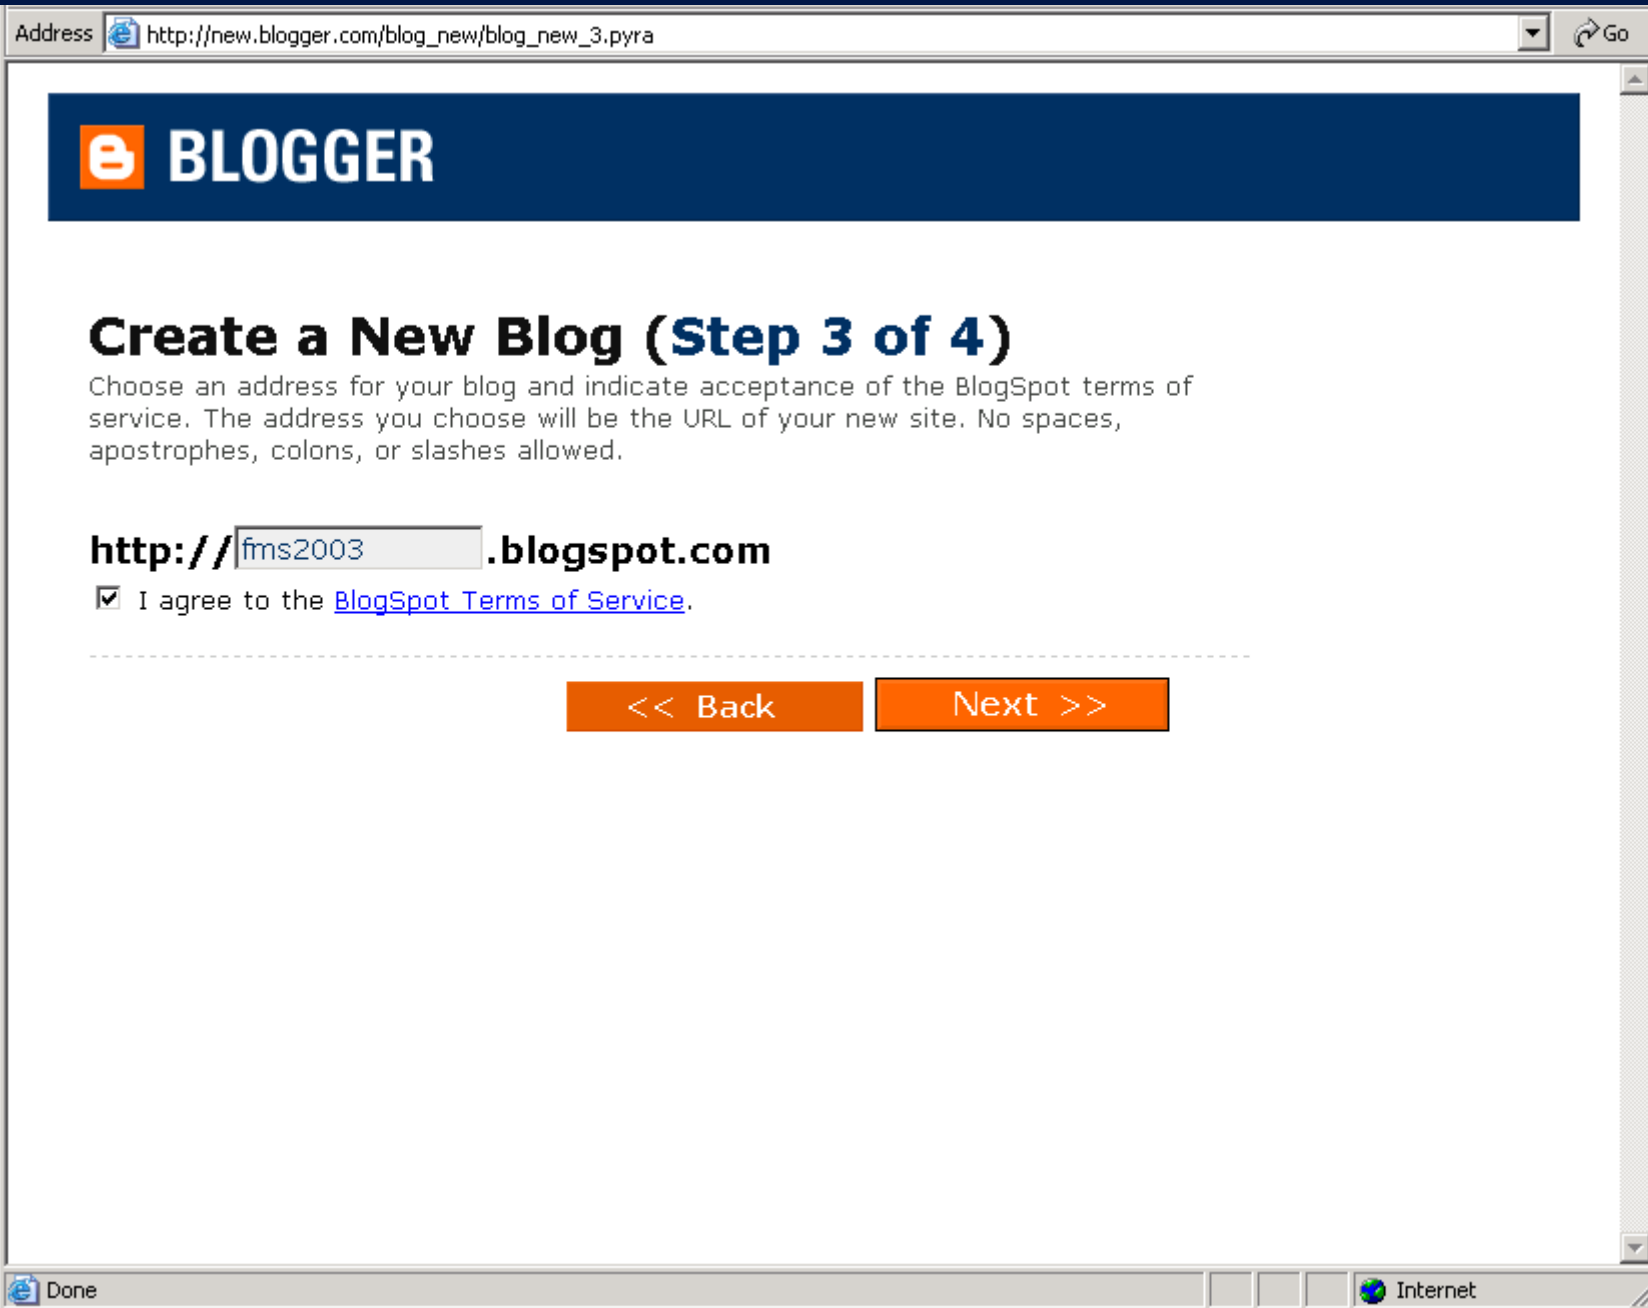 Address http://new.blogger.com/blog_new/blog_new_3.pyra Go
BLOGGER
Create a New Blog (Step 3 of 4)
Choose an address for your blog and indicate acceptance of the BlogSpot terms of
service. The address you choose will be the URL of your new site. No spaces,
apostrophes, colons, or slashes allowed.
http://fms2003.blogspot.com
I agree to the BlogSpot Terms of Service.
<< Back Next >>
Done Internet